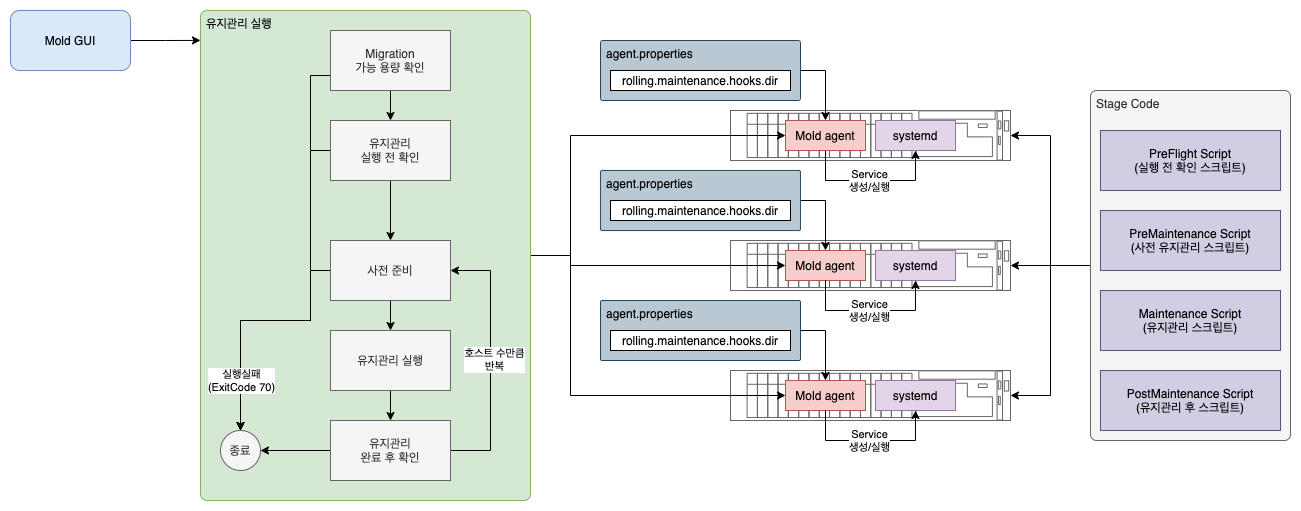 Mold GUI
유지관리 실행
Migration
가능 용량 확인
유지관리
실행 전 확인
사전 준비
유지관리 실행
호스트 수만큼
반복
실행실패
(ExitCode 70)
종료
유지관리
완료 후 확인
agent.properties
rolling.maintenance.hooks.dir
Mold agent
systemd
Service
생성/실행
agent.properties
rolling.maintenance.hooks.dir
Mold agent
systemd
Service
생성/실행
agent.properties
rolling.maintenance.hooks.dir
Mold agent
systemd
Service
생성/실행
Stage Code
PreFlight Script
(실행 전 확인 스크립트)
PreMaintenance Script
(사전 유지관리 스크립트)
Maintenance Script
(유지관리 스크립트)
PostMaintenance Script
(유지관리 후 스크립트)